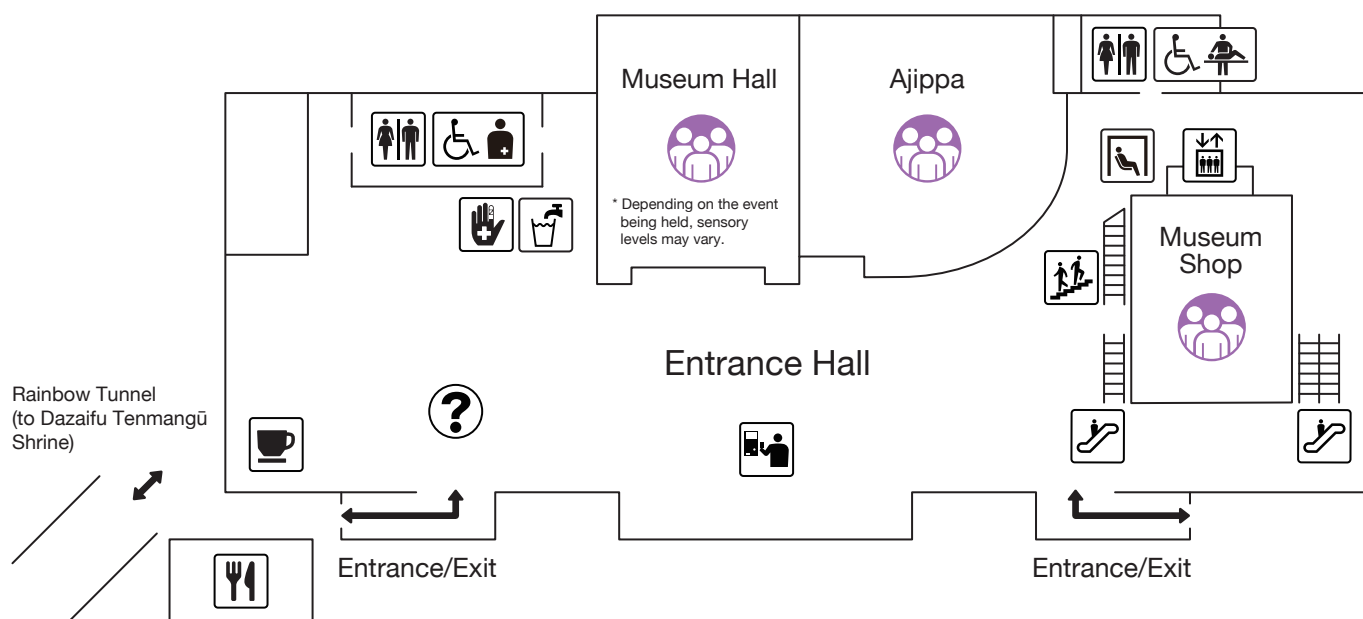 Museum Hall
* Depending on the event
being held, sensory
levels may vary.
Ajippa
Museum
Shop
Entrance Hall
Rainbow Tunnel
(to Dazaifu Tenmangū
Shrine)
?
Entrance/Exit
Entrance/Exit